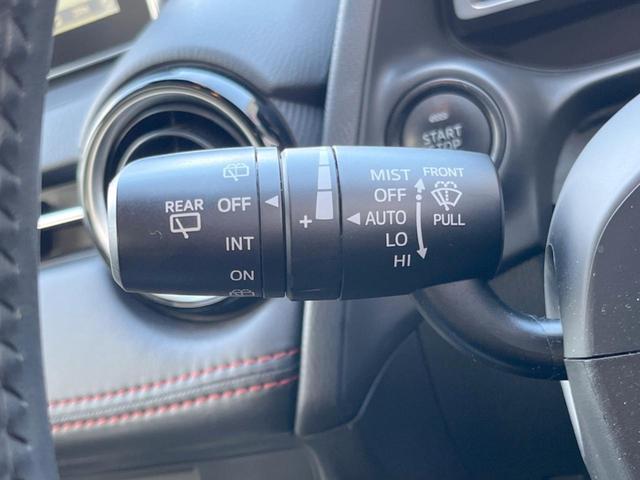 REAR
OFF
INT
ON
+
MIST
OFF
AUTO
LO
HI
FRONT
PULL
START
STOP